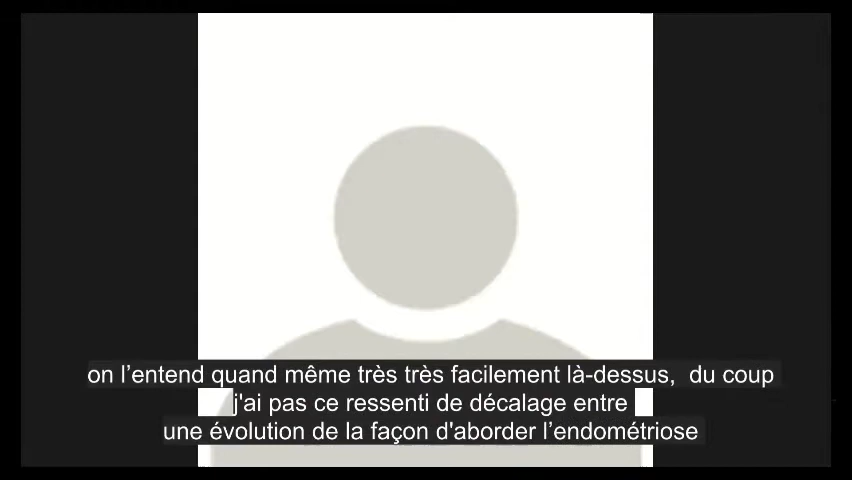 on l’entend quand même très très facilement là-dessus,  du coup
j'ai pas ce ressenti de décalage entre
une évolution de la façon d'aborder l’endométriose